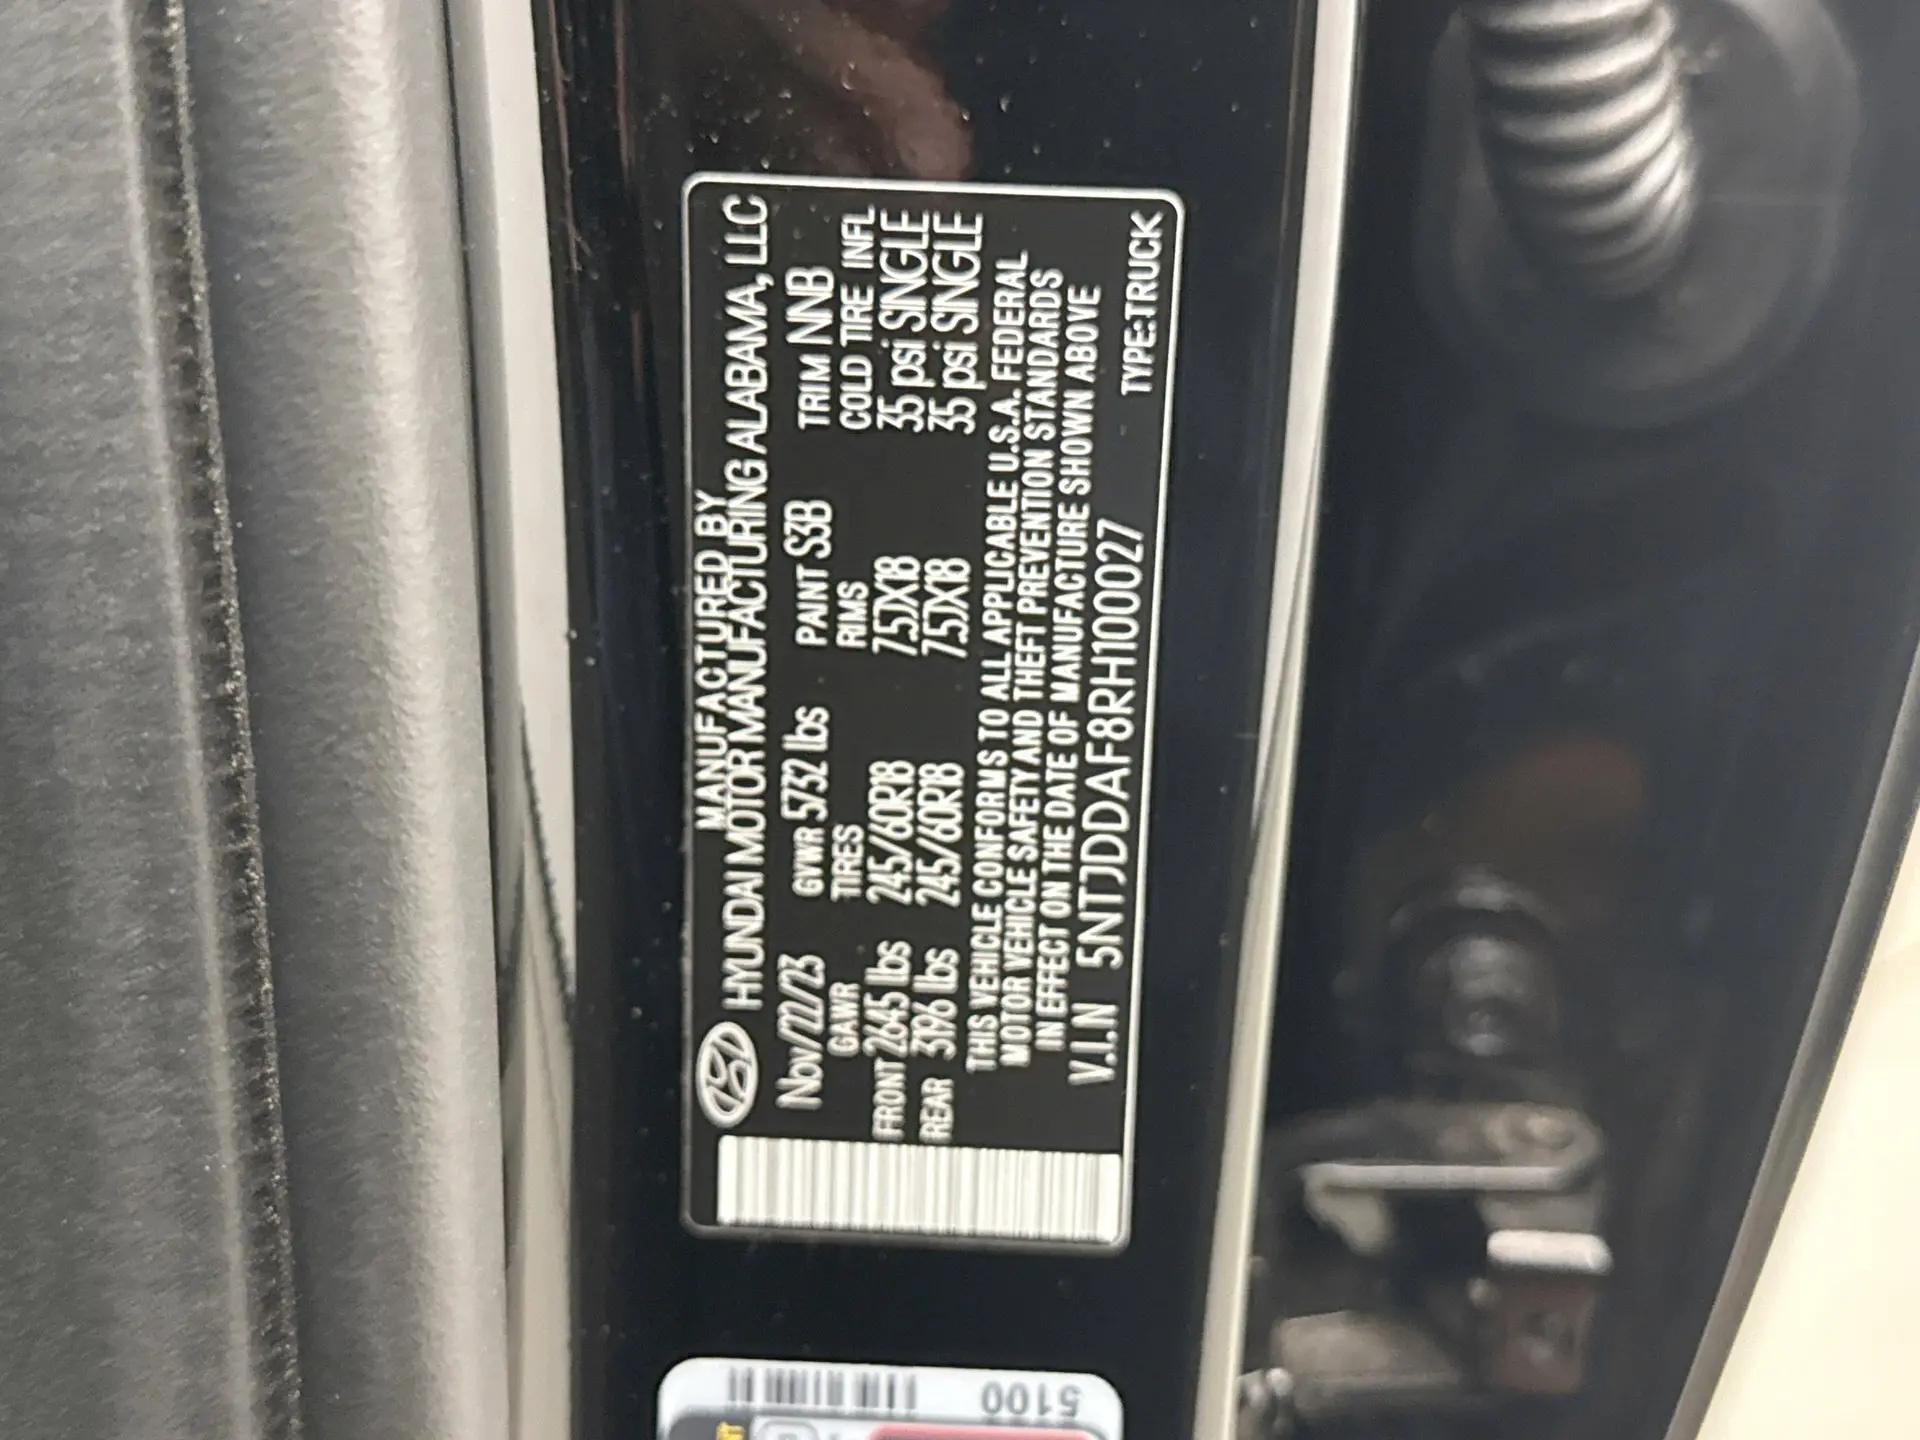 MANUFACTURED BY
HYUNDAI MOTOR MANUFACTURING ALABAMA, LLC
Nov/22/23 GVWR 5732 lbs PAINT S3B TRIM NNB
GAWR TIRES RIMS COLD TIRE INFL
FRONT 2645 lbs 245/60R18 7.5JX18 35 psi SINGLE
REAR 3196 lbs 245/60R18 7.5JX18 35 psi SINGLE
THIS VEHICLE CONFORMS TO ALL APPLICABLE U.S.A. FEDERAL
MOTOR VEHICLE SAFETY AND THEFT PREVENTION STANDARDS
IN EFFECT ON THE DATE OF MANUFACTURE SHOWN ABOVE
V.I.N 5NTJDDAF8RH100027
TYPE:TRUCK
5100